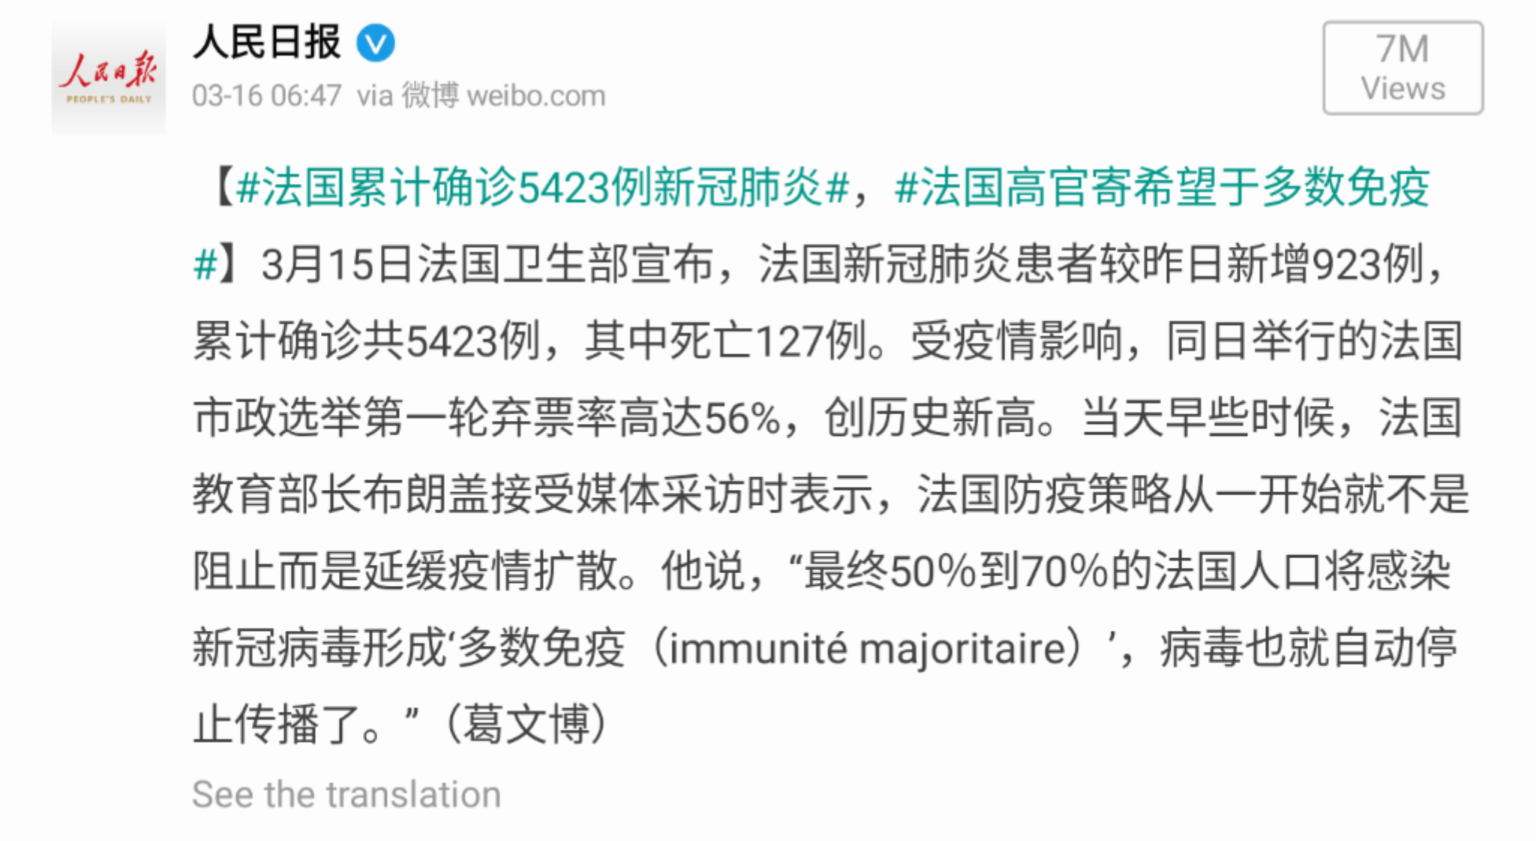 人民日报
人民日报
PEOPLE'S DAILY
03-16 06:47 via 微博 weibo.com
7M
Views
【#法国累计确诊5423例新冠肺炎#，#法国高官寄希望于多数免疫
#】3月15日法国卫生部宣布，法国新冠肺炎患者较昨日新增923例，
累计确诊共5423例，其中死亡127例。受疫情影响，同日举行的法国
市政选举第一轮弃票率高达56%，创历史新高。当天早些时候，法国
教育部长布朗盖接受媒体采访时表示，法国防疫策略从一开始就不是
阻止而是延缓疫情扩散。他说，“最终50%到70%的法国人口将感染
新冠病毒形成‘多数免疫（immunité majoritaire）’，病毒也就自动停
止传播了。”（葛文博）
See the translation